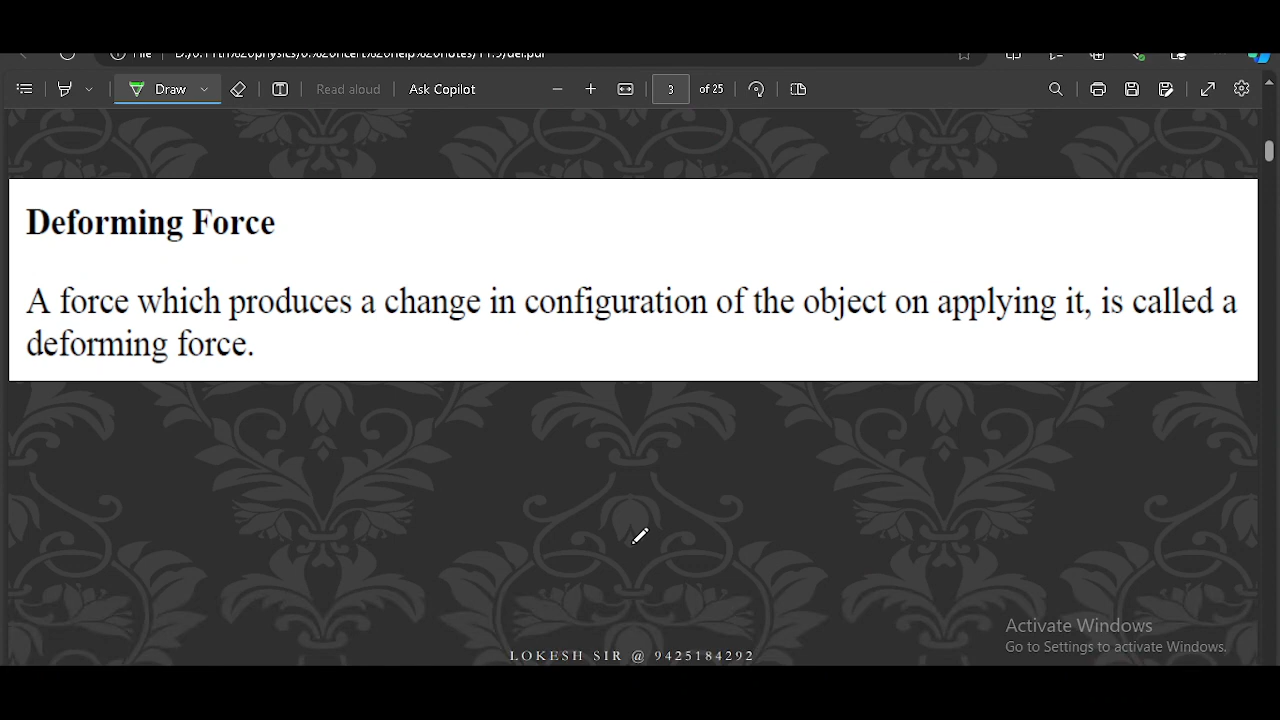 Draw
Read aloud
Ask Copilot
3
of 25
Deforming Force
A force which produces a change in configuration of the object on applying it, is called a
deforming force.
Activate Windows
Go to Settings to activate Windows.
LOKESH SIR @ 9425184292